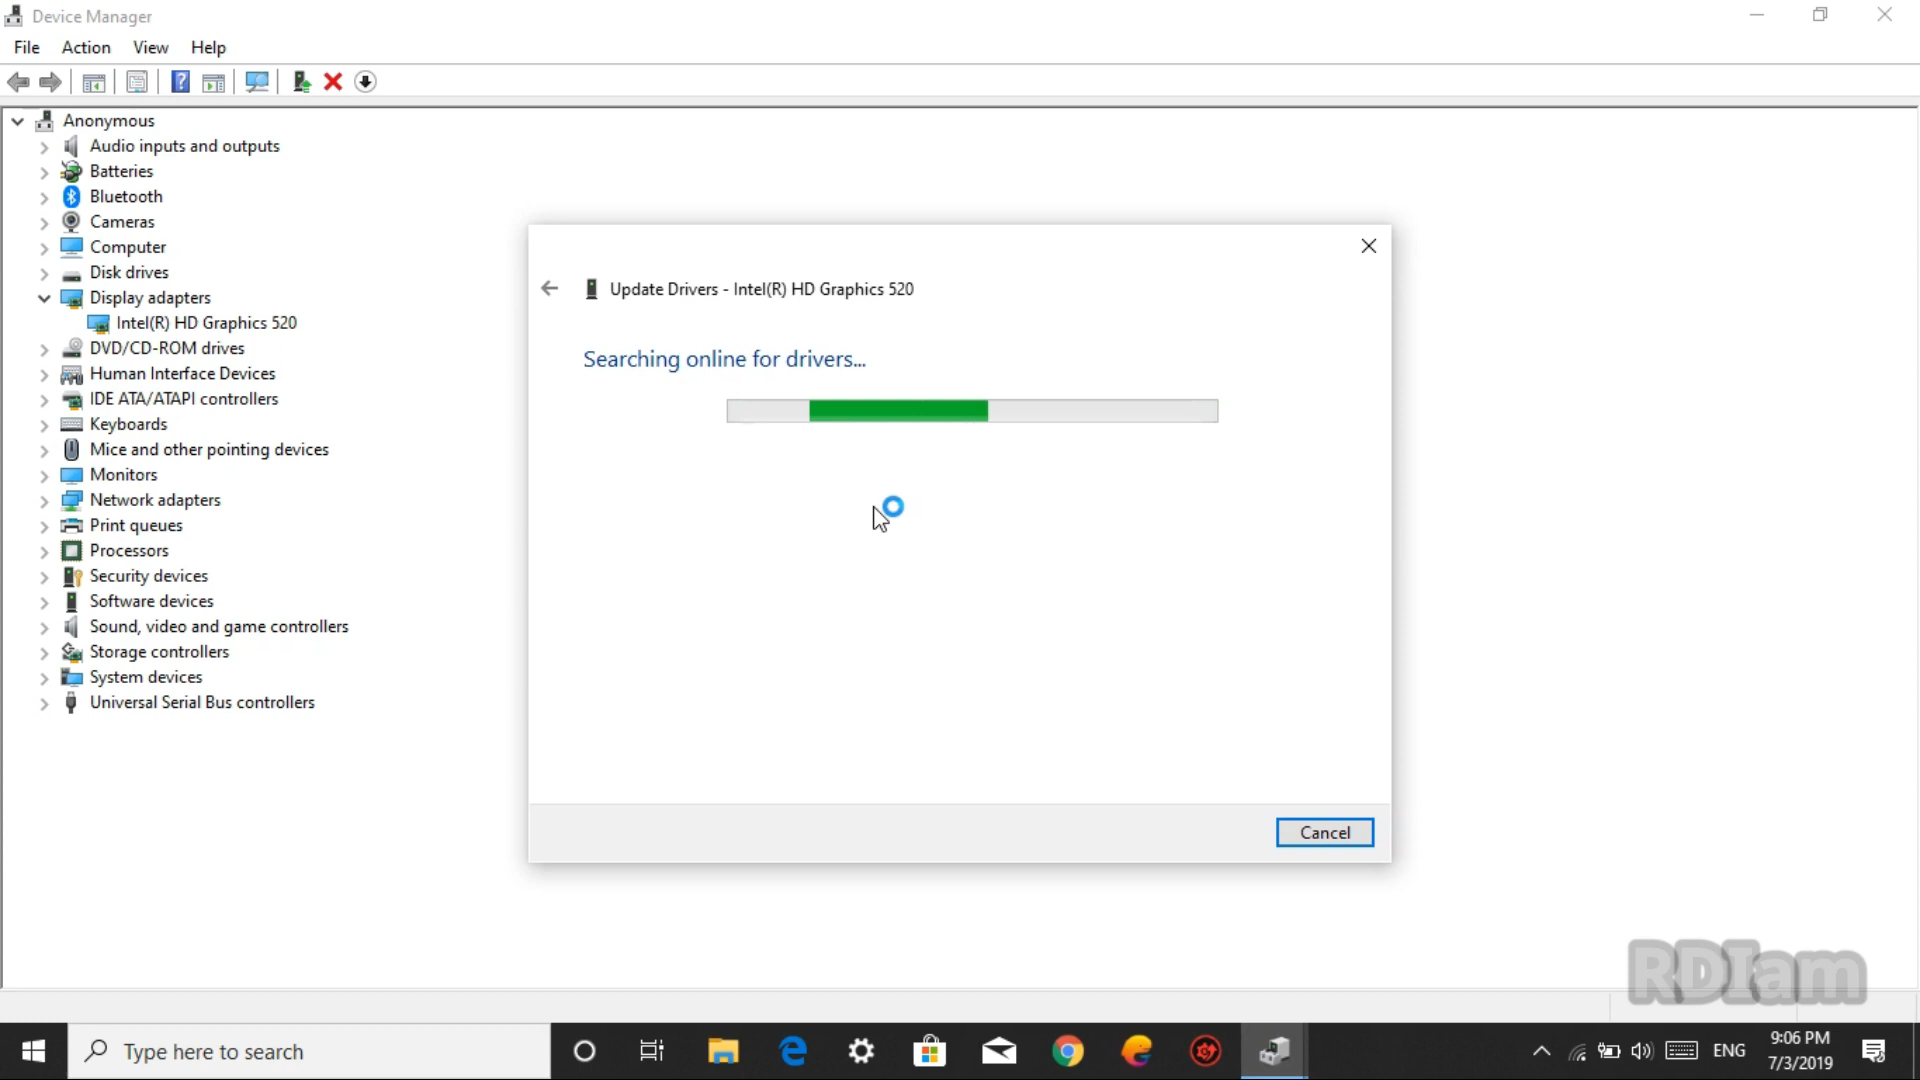 Device Manager
File Action View Help
Anonymous
Audio inputs and outputs
Batteries
Bluetooth
Cameras
Computer
Disk drives
Display adapters
Intel(R) HD Graphics 520
DVD/CD-ROM drives
Human Interface Devices
IDE ATA/ATAPI controllers
Keyboards
Mice and other pointing devices
Monitors
Network adapters
Print queues
Processors
Security devices
Software devices
Sound, video and game controllers
Storage controllers
System devices
Universal Serial Bus controllers
Update Drivers - Intel(R) HD Graphics 520
Searching online for drivers...
Cancel
RDIam
Type here to search
ENG
9:06 PM
7/3/2019